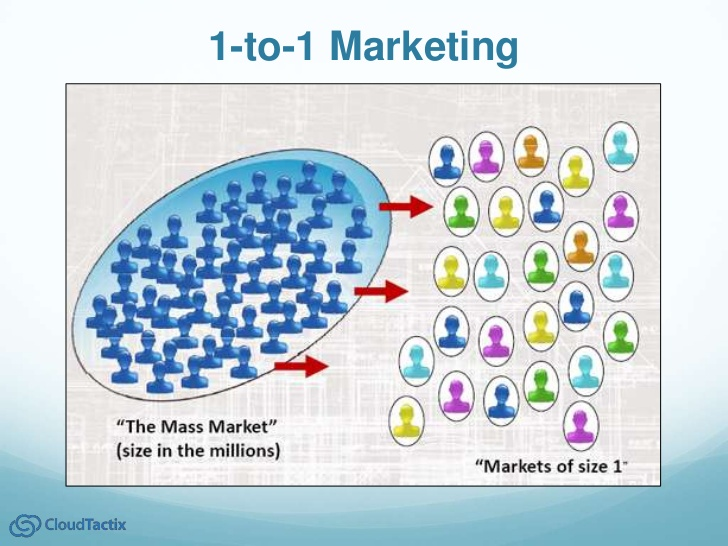 1-to-1 Marketing
“The Mass Market”
(size in the millions)
“Markets of size 1”
CloudTactix